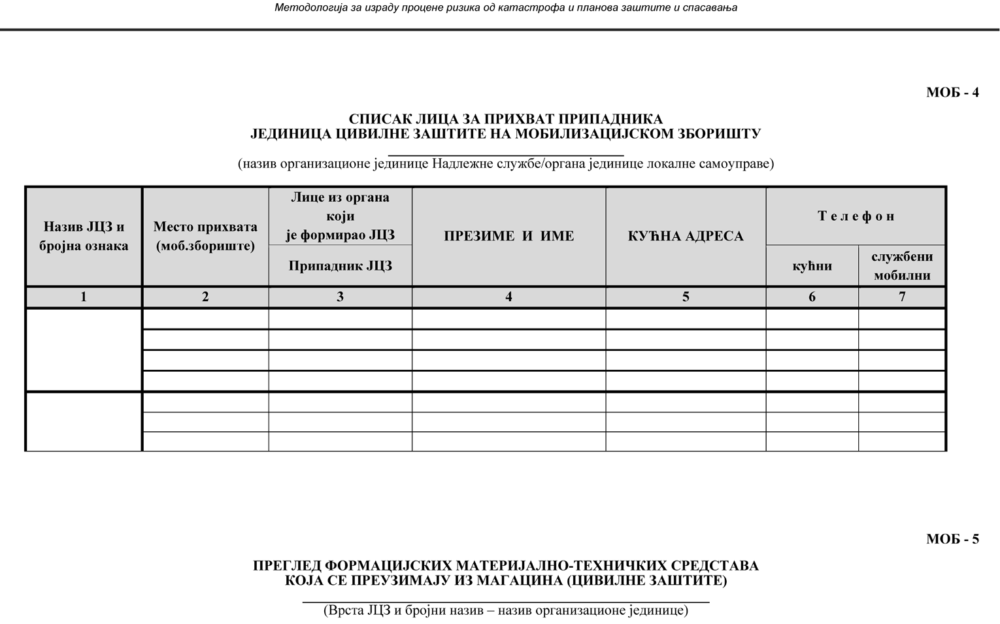 Методологија за израду процене ризика од катастрофа и планова заштите и спасавања
МОБ - 4
СПИСАК ЛИЦА ЗА ПРИХВАТ ПРИПАДНИКА
ЈЕДИНИЦА ЦИВИЛНЕ ЗАШТИТЕ НА МОБИЛИЗАЦИЈСКОМ ЗБОРИШТУ
(назив организационе јединице Надлежне службе/органа јединице локалне самоуправе)
Назив ЈЦЗ и
бројна ознака
Место прихвата
(моб.збориште)
Лице из органа
који
је формирао ЈЦЗ
Припадник ЈЦЗ
ПРЕЗИМЕ И ИМЕ
КУЋНА АДРЕСА
Т е л е ф о н
кућни
службени
мобилни
1 2 3 4 5 6 7
МОБ - 5
ПРЕГЛЕД ФОРМАЦИЈСКИХ МАТЕРИЈАЛНО-ТЕХНИЧКИХ СРЕДСТАВА
КОЈА СЕ ПРЕУЗИМАЈУ ИЗ МАГАЦИНА (ЦИВИЛНЕ ЗАШТИТЕ)
(Врста ЈЦЗ и бројни назив – назив организационе јединице)